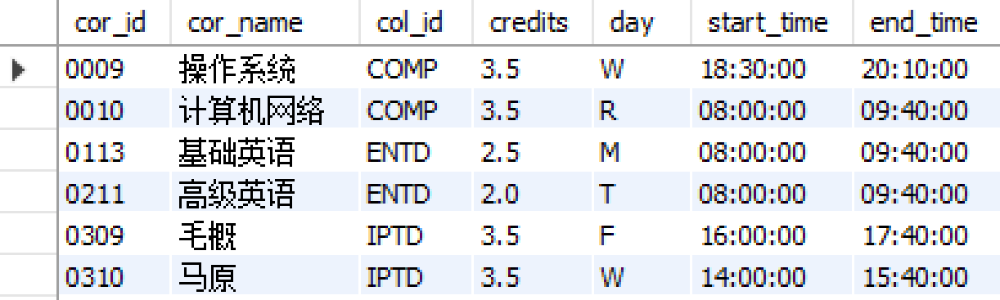 cor_id cor_name col_id credits day start_time end_time
0009 操作系统 COMP 3.5 W 18:30:00 20:10:00
0010 计算机网络 COMP 3.5 R 08:00:00 09:40:00
0113 基础英语 ENTD 2.5 M 08:00:00 09:40:00
0211 高级英语 ENTD 2.0 T 08:00:00 09:40:00
0309 毛概 IPTD 3.5 F 16:00:00 17:40:00
0310 马原 IPTD 3.5 W 14:00:00 15:40:00